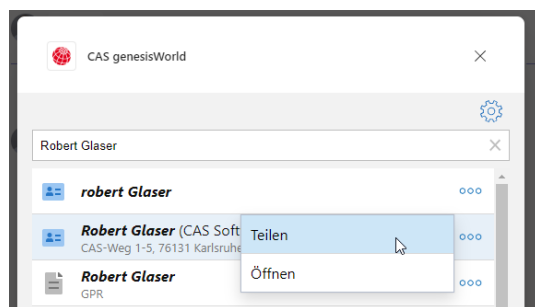 CAS genesisWorld
Robert Glaser
robert Glaser
Robert Glaser (CAS Soft
CAS-Weg 1-5, 76131 Karlsruhe
Teilen
Öffnen
Robert Glaser
GPR